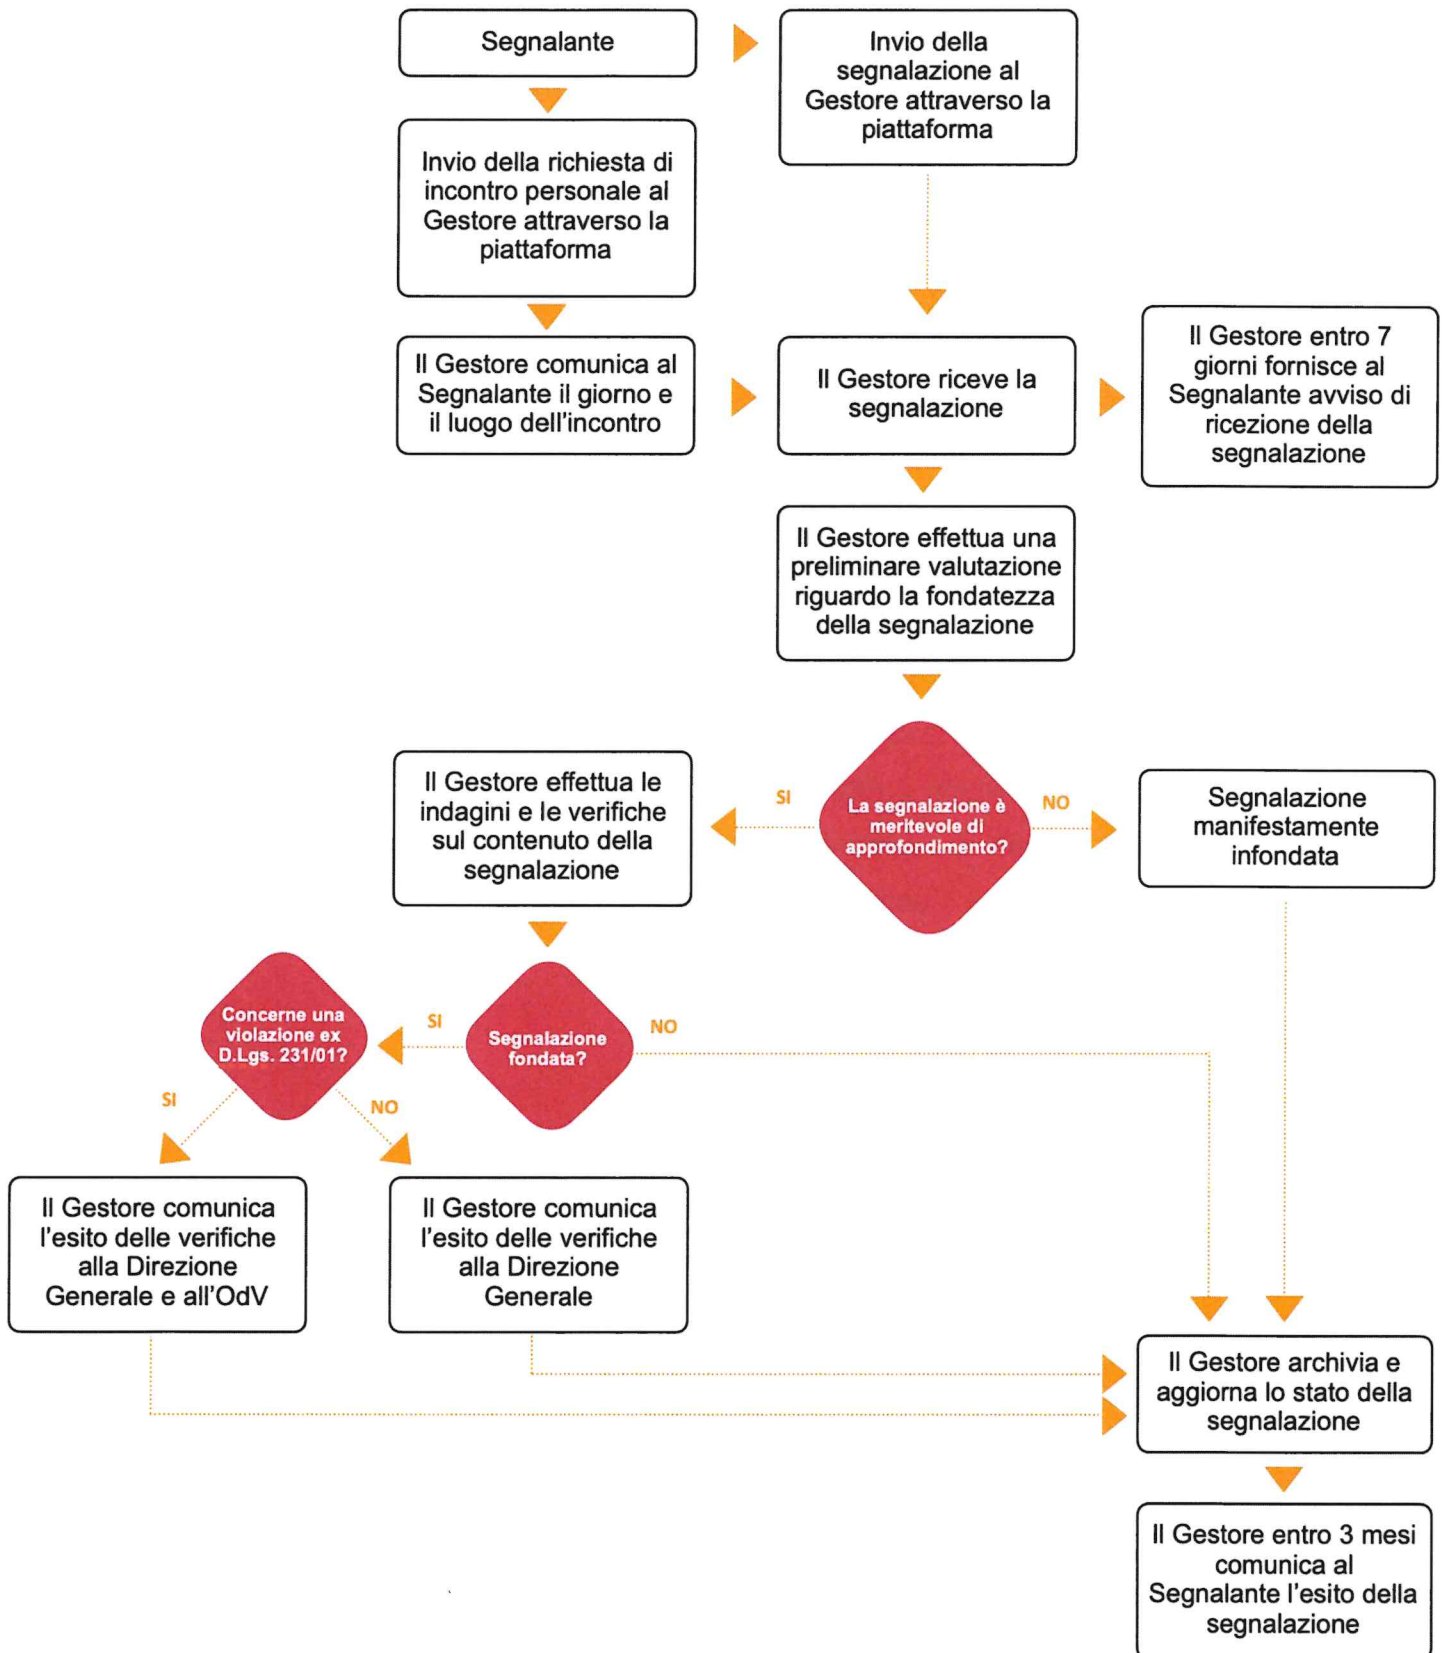 Segnalante
Invio della
segnalazione al
Gestore attraverso la
piattaforma
Invio della richiesta di
incontro personale al
Gestore attraverso la
piattaforma
Il Gestore comunica al
Segnalante il giorno e
il luogo dell'incontro
Il Gestore riceve la
segnalazione
Il Gestore entro 7
giorni fornisce al
Segnalante avviso di
ricezione della
segnalazione
Il Gestore effettua una
preliminare valutazione
riguardo la fondatezza
della segnalazione
La segnalazione è
meritevole di
approfondimento?
SI
NO
Il Gestore effettua le
indagini e le verifiche
sul contenuto della
segnalazione
Segnalazione
manifestamente
infondata
Segnalazione
fondata?
SI
NO
Concerne una
violazione ex
D.Lgs. 231/01?
SI
NO
Il Gestore comunica
l'esito delle verifiche
alla Direzione
Generale e all'OdV
Il Gestore comunica
l'esito delle verifiche
alla Direzione
Generale
Il Gestore archivia e
aggiorna lo stato della
segnalazione
Il Gestore entro 3 mesi
comunica al
Segnalante l'esito della
segnalazione